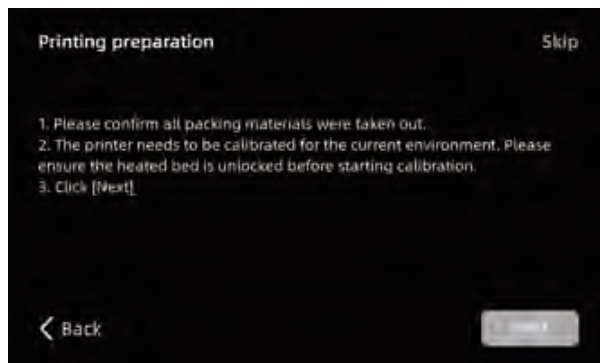 Printing preparation
Skip
1. Please confirm all packing materials were taken out.
2. The printer needs to be calibrated for the current environment. Please
ensure the heated bed is unlocked before starting calibration.
3. Click [Next]
Back